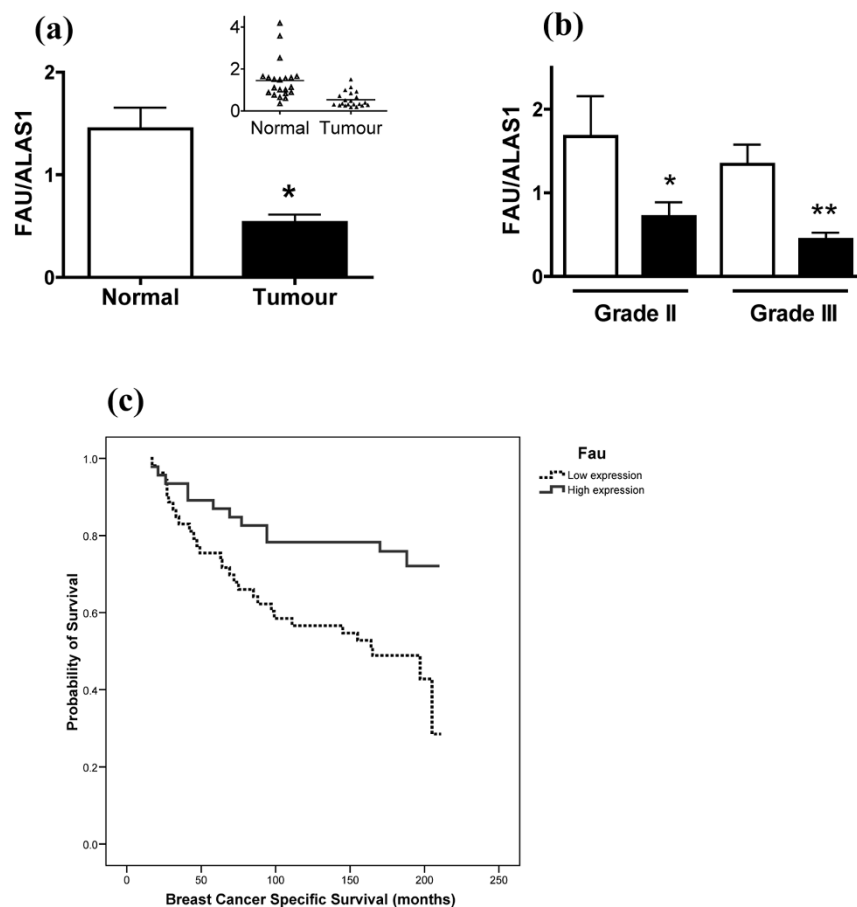 (a)
FAU/ALAS1
2
1
0
*
Normal Tumour
4
2
0
Normal Tumour
(b)
FAU/ALAS1
2
1
0
*
**
Grade II Grade III
(c)
Probability of Survival
1.0
0.8
0.6
0.4
0.2
0.0
0 50 100 150 200 250
Breast Cancer Specific Survival (months)
Fau
Low expression
High expression